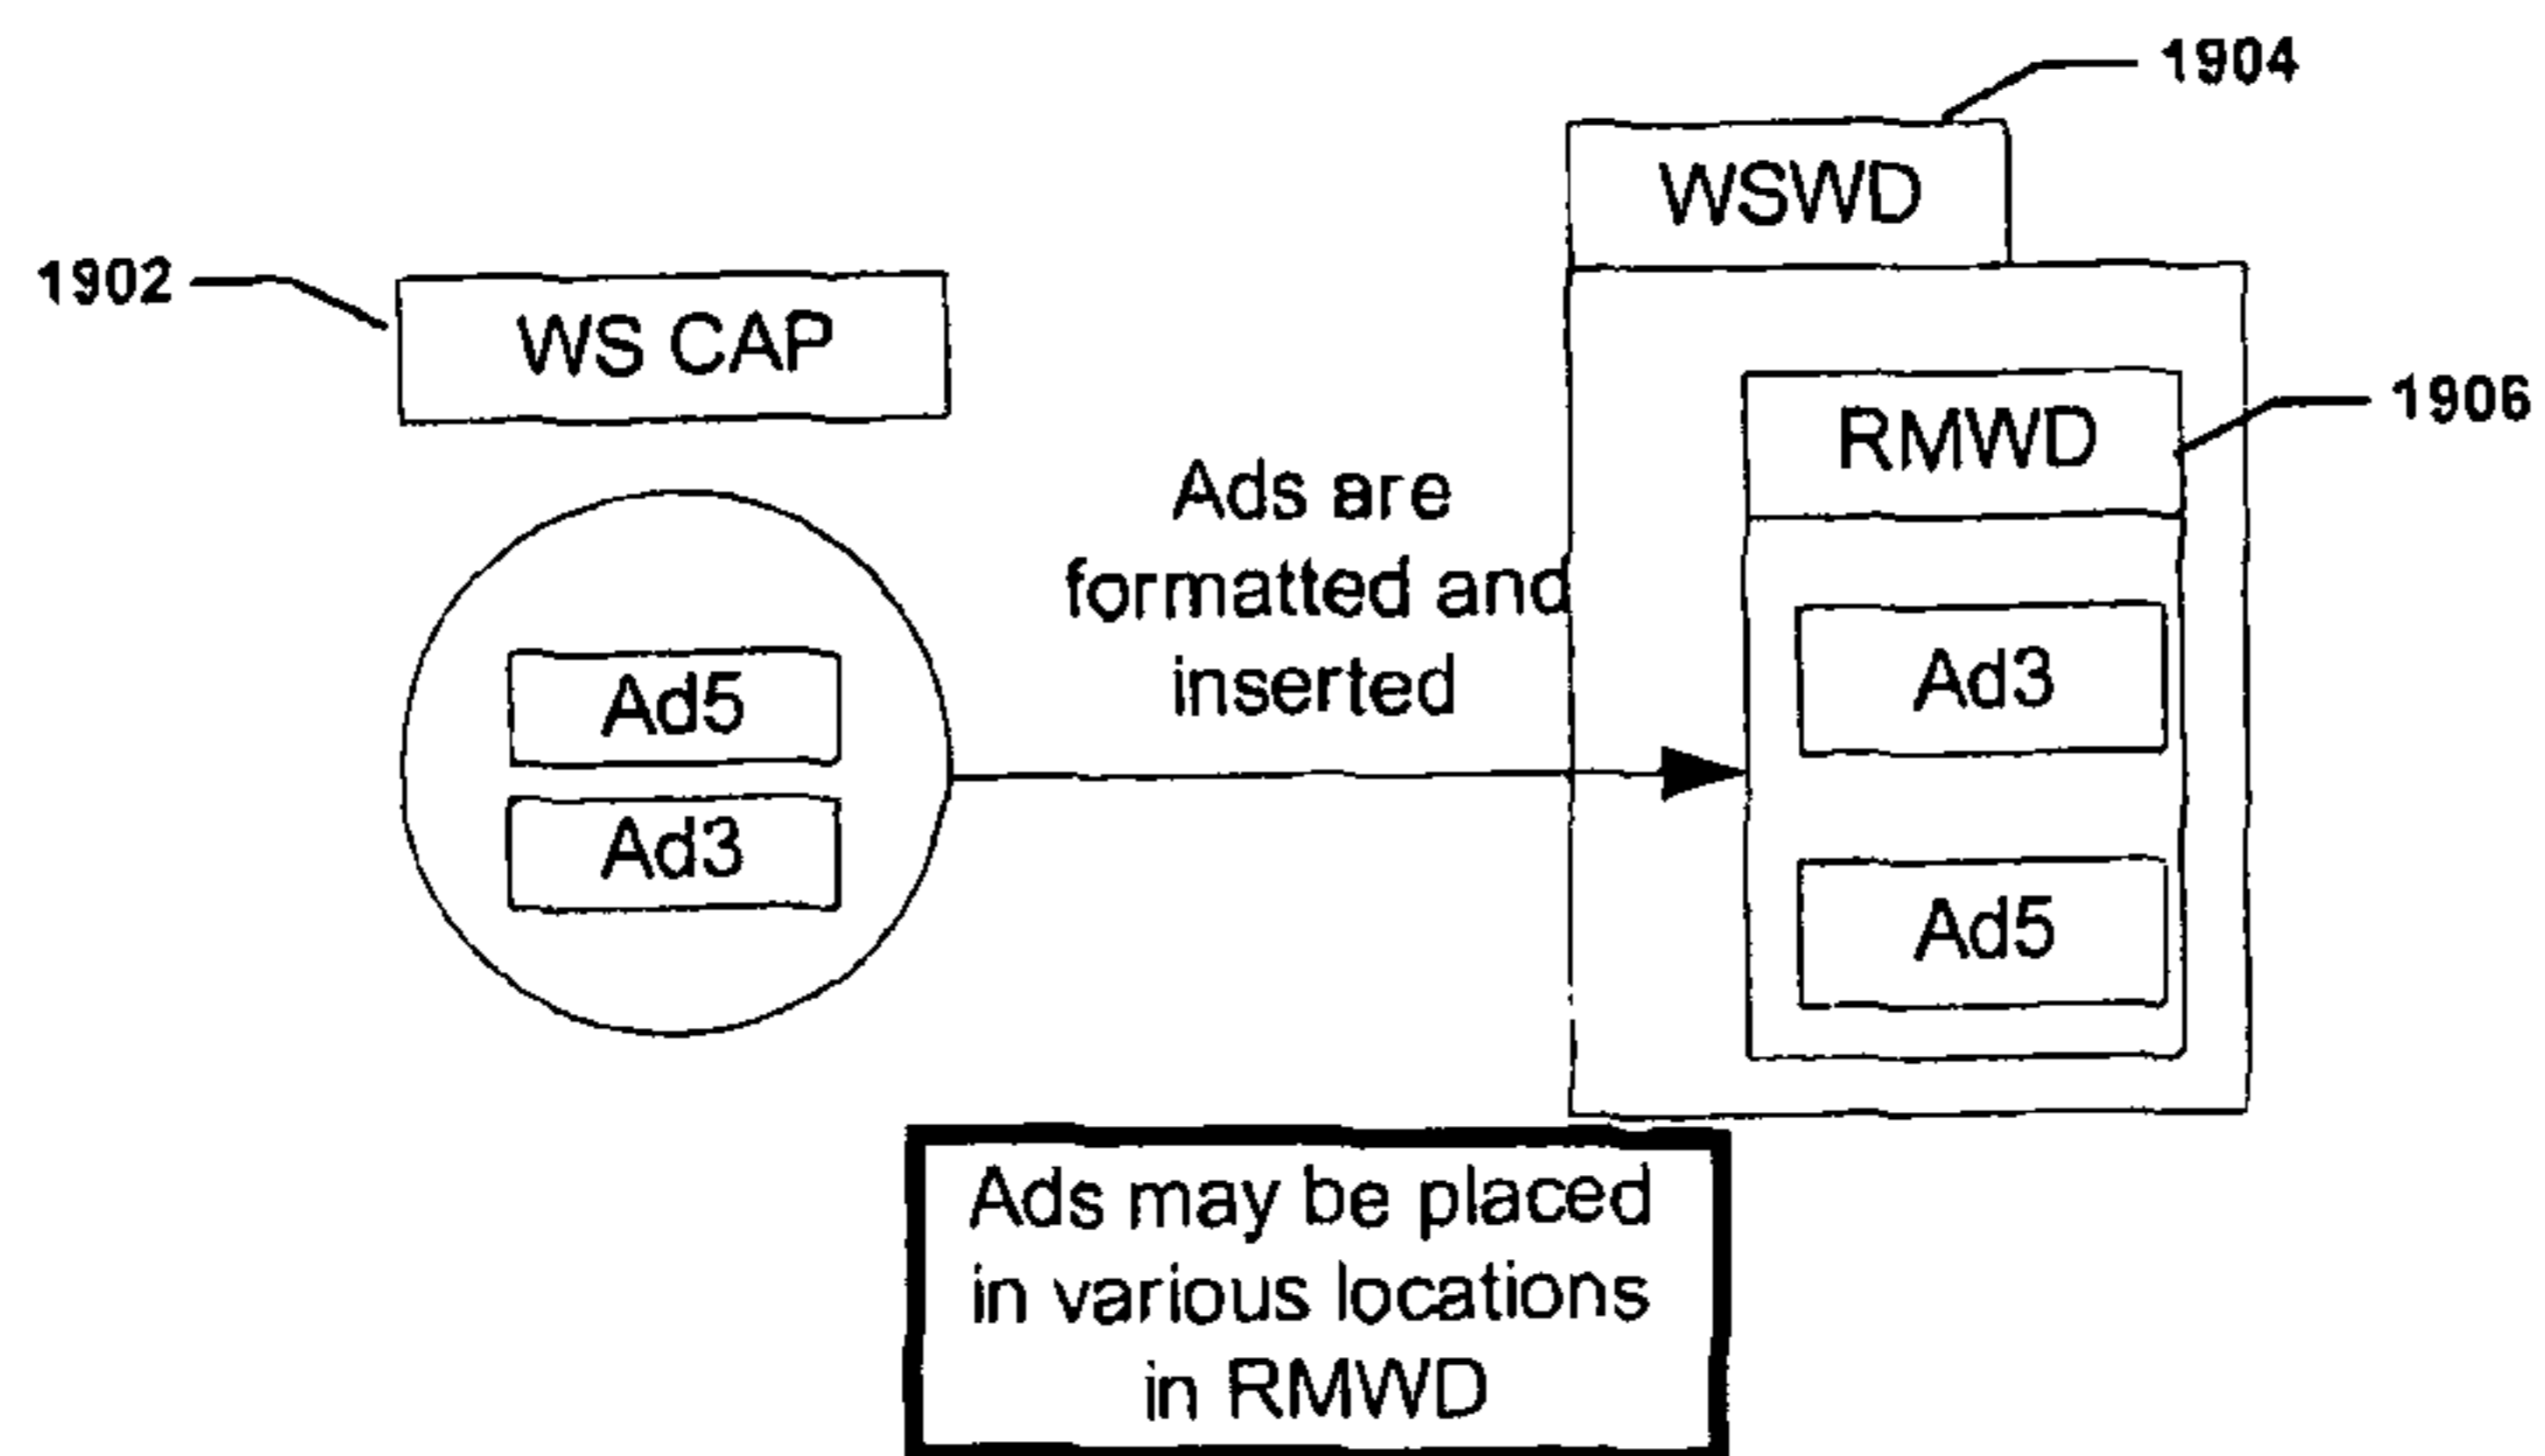 1904
WSWD
1902
WS CAP
1906
RMWD
Ads are
formatted and
inserted
Ad5
Ad3
Ad3
Ad5
Ads may be placed
in various locations
in RMWD